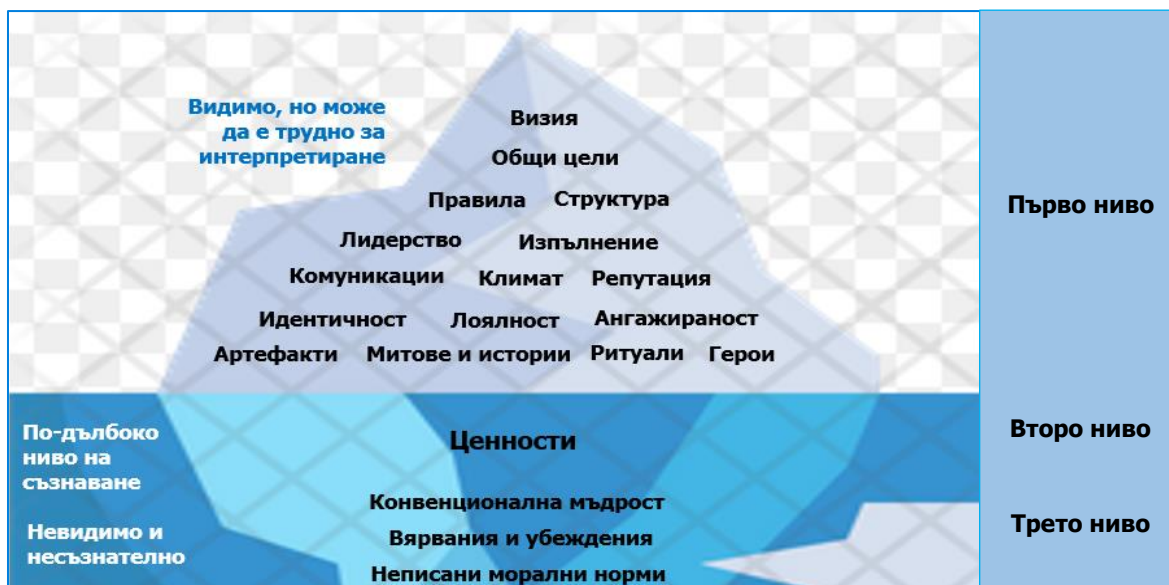 Видимо, но може
да е трудно за
интерпретиране
Визия
Общи цели
Правила Структура
Лидерство Изпълнение
Комуникации Климат Репутация
Идентичност Лоялност Ангажираност
Артефакти Митове и истории Ритуали Герои
Първо ниво
По-дълбоко
ниво на
съзнаване
Ценности
Второ ниво
Невидимо и
несъзнателно
Конвенционална мъдрост
Вярвания и убеждения
Неписани морални норми
Трето ниво